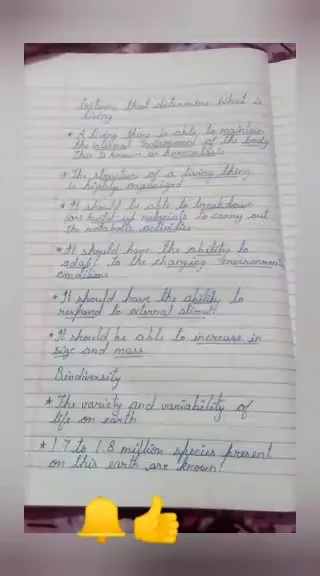 features that determine what is
living
* A living thing is able to maintain
the internal environment of the body
This is known as homeostasis
* The structure of a living thing
is highly organized
* It should be able to breakdown
or build up materials to carry out
the metabolic activities
* It should have the ability to
adapt to the changing environment
conditions
* It should have the ability to
respond to external stimuli
* It should be able to increase in
size and mass
Biodiversity
* The variety and variability of
life on earth
* 1.7 to 1.8 million species present
on this earth are known!